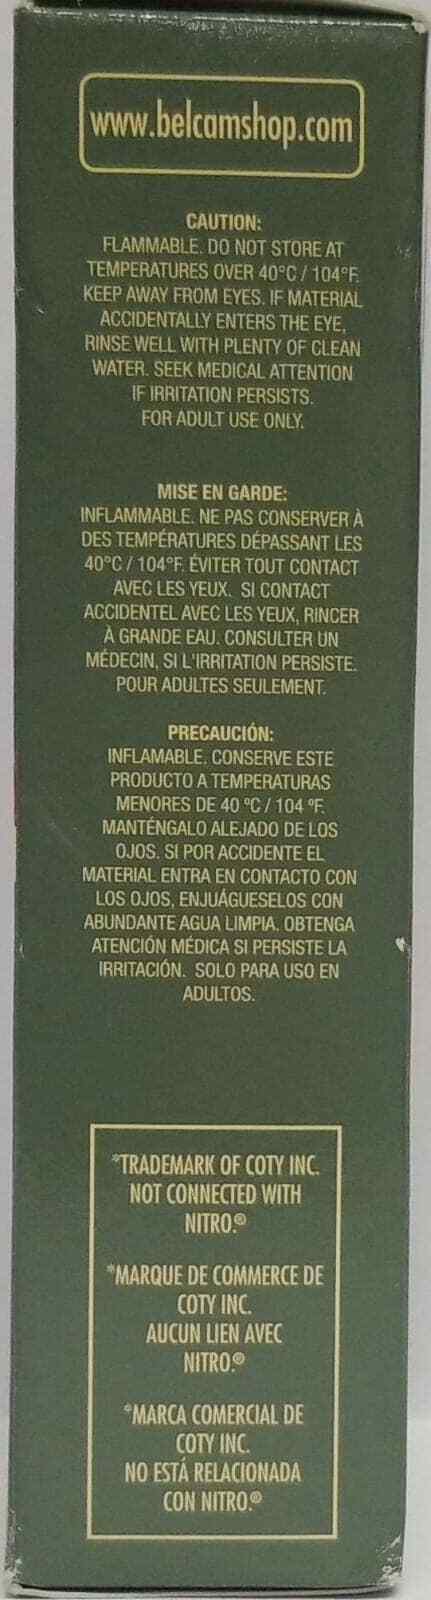 www.belcamshop.com
CAUTION:
FLAMMABLE. DO NOT STORE AT
TEMPERATURES OVER 40°C / 104°F.
KEEP AWAY FROM EYES. IF MATERIAL
ACCIDENTALLY ENTERS THE EYE,
RINSE WELL WITH PLENTY OF CLEAN
WATER. SEEK MEDICAL ATTENTION
IF IRRITATION PERSISTS.
FOR ADULT USE ONLY.
MISE EN GARDE:
INFLAMMABLE. NE PAS CONSERVER À
DES TEMPÉRATURES DÉPASSANT LES
40°C / 104°F. ÉVITER TOUT CONTACT
AVEC LES YEUX. SI CONTACT
ACCIDENTEL AVEC LES YEUX, RINCER
À GRANDE EAU. CONSULTER UN
MÉDECIN, SI L'IRRITATION PERSISTE.
POUR ADULTES SEULEMENT.
PRECAUCIÓN:
INFLAMABLE. CONSERVE ESTE
PRODUCTO A TEMPERATURAS
MENORES DE 40 ºC / 104 ºF.
MANTÉNGALO ALEJADO DE LOS
OJOS. SI POR ACCIDENTE EL
MATERIAL ENTRA EN CONTACTO CON
LOS OJOS, ENJUÁGUESELOS CON
ABUNDANTE AGUA LIMPIA. OBTENGA
ATENCIÓN MÉDICA SI PERSISTE LA
IRRITACIÓN. SOLO PARA USO EN
ADULTOS.
*TRADEMARK OF COTY INC.
NOT CONNECTED WITH
NITRO.®
*MARQUE DE COMMERCE DE
COTY INC.
AUCUN LIEN AVEC
NITRO.®
*MARCA COMERCIAL DE
COTY INC.
NO ESTÁ RELACIONADA
CON NITRO.®